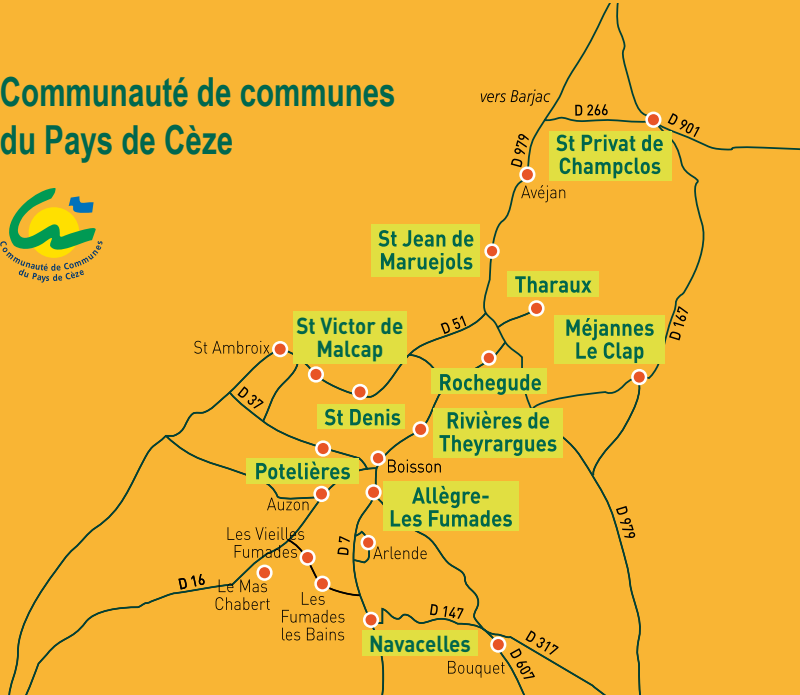 Communauté de communes
du Pays de Cèze
Communauté de Communes
du Pays de Cèze
vers Barjac
D 266
D 901
D 979
St Privat de
Champclos
Avéjan
St Jean de
Maruejols
Tharaux
D 51
St Victor de
Malcap
Méjannes
Le Clap
D 167
St Ambroix
Rochegude
D 37
St Denis
Rivières de
Theyrargues
Potelières
Boisson
Auzon
Allègre-
Les Fumades
D 979
Les Vieilles
Fumades
D 7
Arlende
D 16
Le Mas
Chabert
Les
Fumades
les Bains
D 147
Navacelles
D 317
D 607
Bouquet